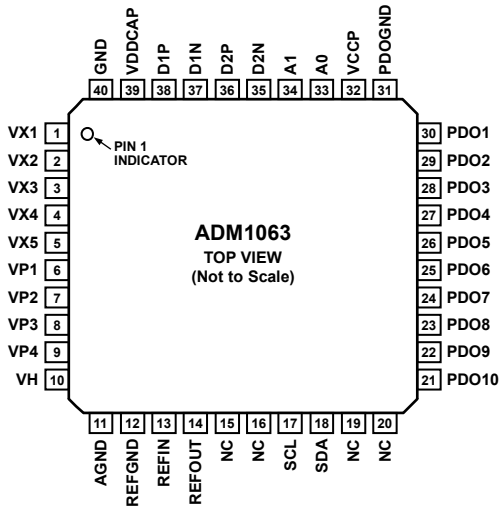 GND
VDDCAP
D1P
D1N
D2P
D2N
A1
A0
VCCP
PDOGND
40
39
38
37
36
35
34
33
32
31
VX1 1
VX2 2
VX3 3
VX4 4
VX5 5
VP1 6
VP2 7
VP3 8
VP4 9
VH 10
PIN 1
INDICATOR
ADM1063
TOP VIEW
(Not to Scale)
30 PDO1
29 PDO2
28 PDO3
27 PDO4
26 PDO5
25 PDO6
24 PDO7
23 PDO8
22 PDO9
21 PDO10
11
12
13
14
15
16
17
18
19
20
AGND
REFGND
REFIN
REFOUT
NC
NC
SCL
SDA
NC
NC